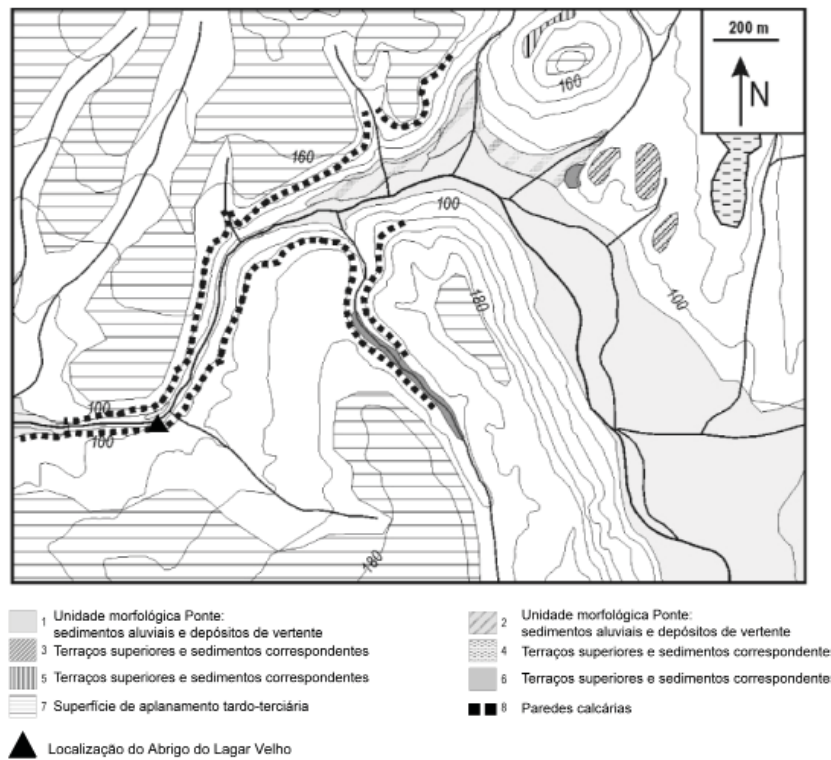 200 m
N
160
160
100
180
100
100
100
180
1 Unidade morfológica Ponte:
sedimentos aluviais e depósitos de vertente
2 Unidade morfológica Ponte:
sedimentos aluviais e depósitos de vertente
3 Terraços superiores e sedimentos correspondentes
4 Terraços superiores e sedimentos correspondentes
5 Terraços superiores e sedimentos correspondentes
6 Terraços superiores e sedimentos correspondentes
7 Superfície de aplanamento tardo-terciária
8 Paredes calcárias
Localização do Abrigo do Lagar Velho